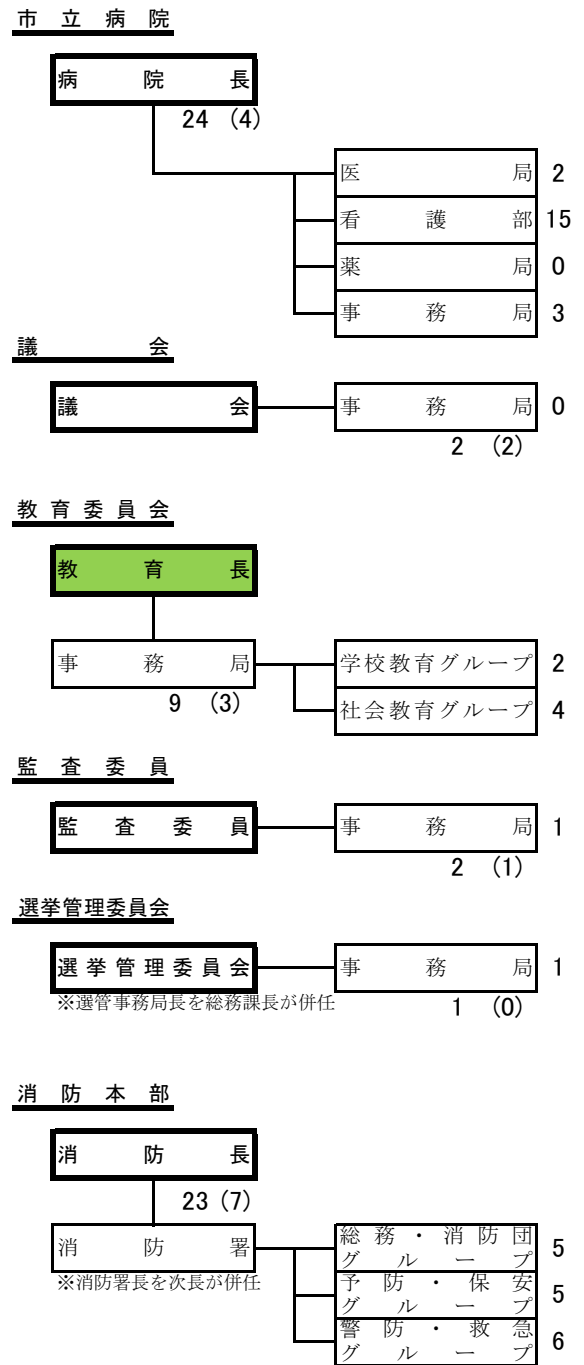 市立病院
病院長
24 (4)
医局 2
看護部 15
薬局 0
事務局 3
議会
議会 事務局 0
2 (2)
教育委員会
教育長
事務局 学校教育グループ 2
9 (3)
社会教育グループ 4
監査委員
監査委員 事務局 1
2 (1)
選挙管理委員会
選挙管理委員会 事務局 1
※選管事務局長を総務課長が併任 1 (0)
消防本部
消防長
23 (7)
消防署
※消防署長を次長が併任
総務・消防団
グループ 5
予防・保安
グループ 5
警防・救急
グループ 6